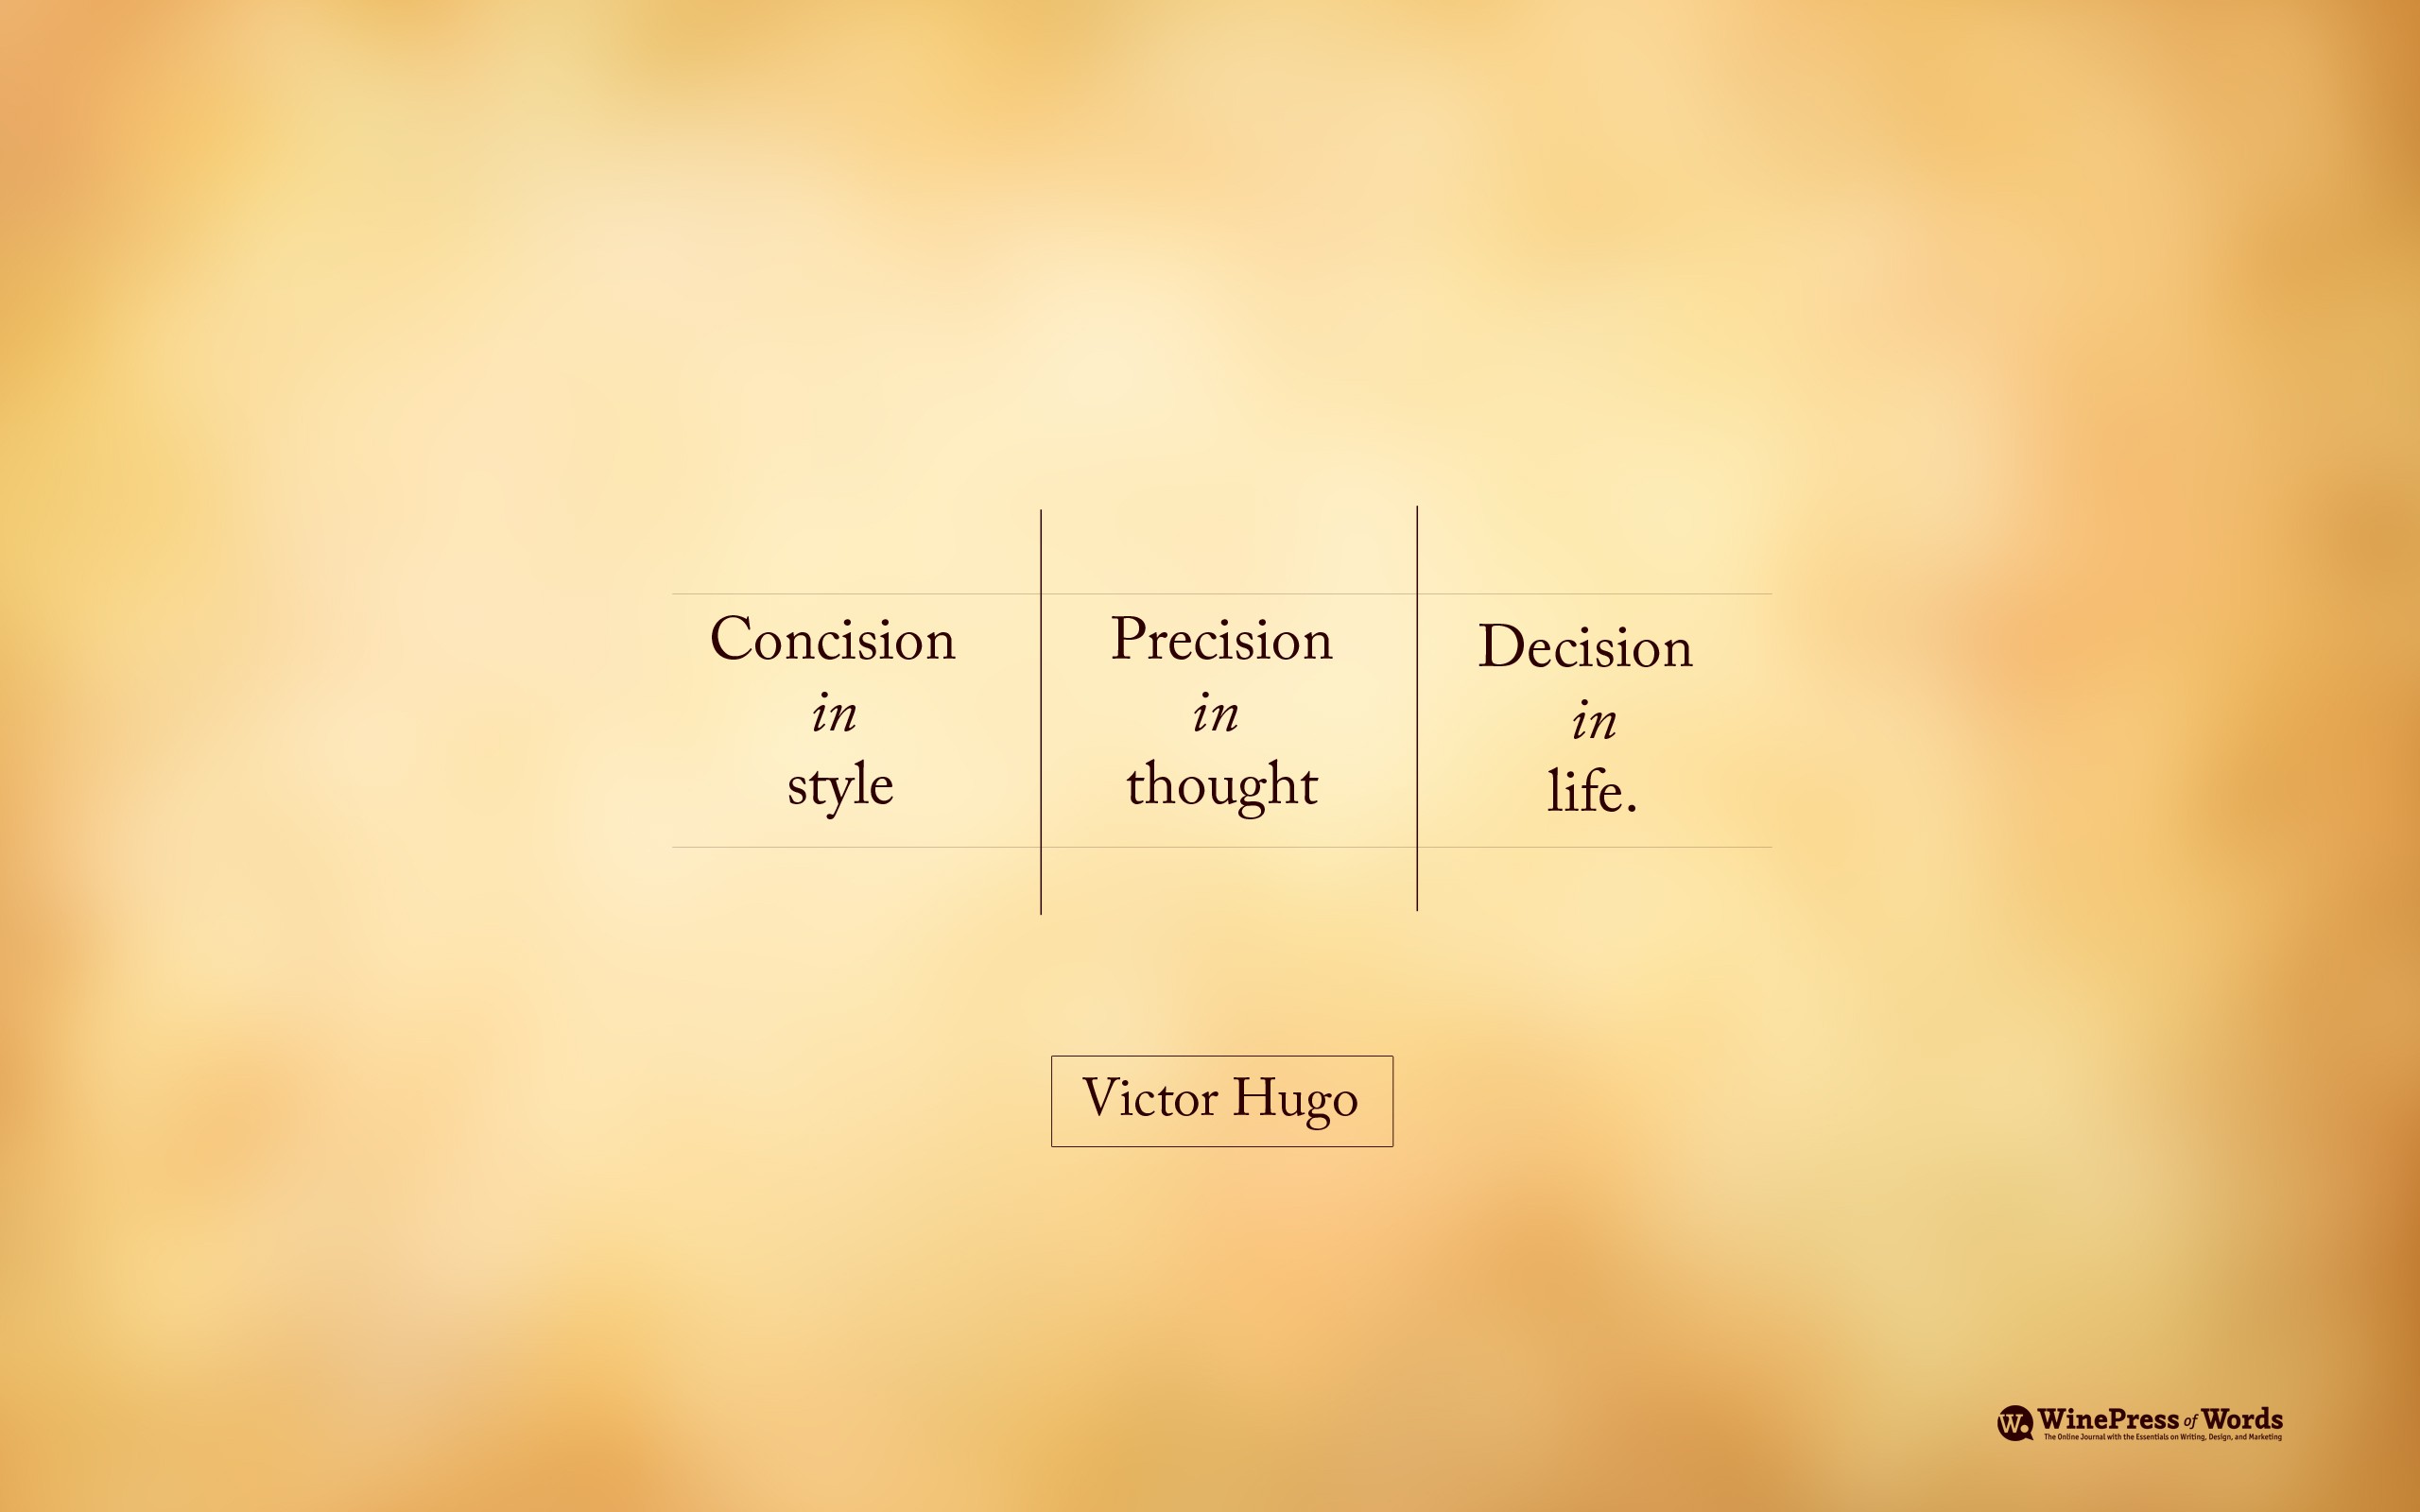 Concision
in
style
Precision
in
thought
Decision
in
life.
Victor Hugo
W.
WinePress of Words
The Online Journal with the Essentials on Writing, Design, and Marketing